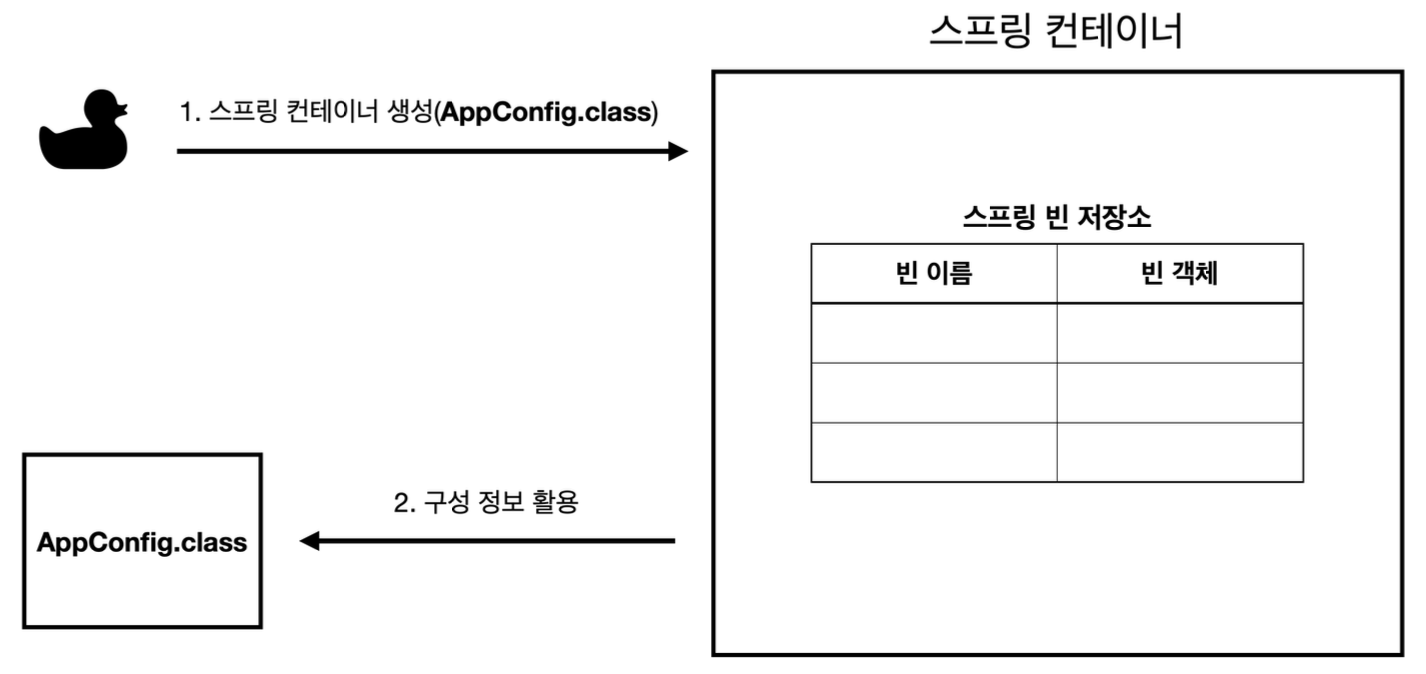 스프링 컨테이너
1. 스프링 컨테이너 생성(AppConfig.class)
스프링 빈 저장소
빈 이름 빈 객체
2. 구성 정보 활용
AppConfig.class